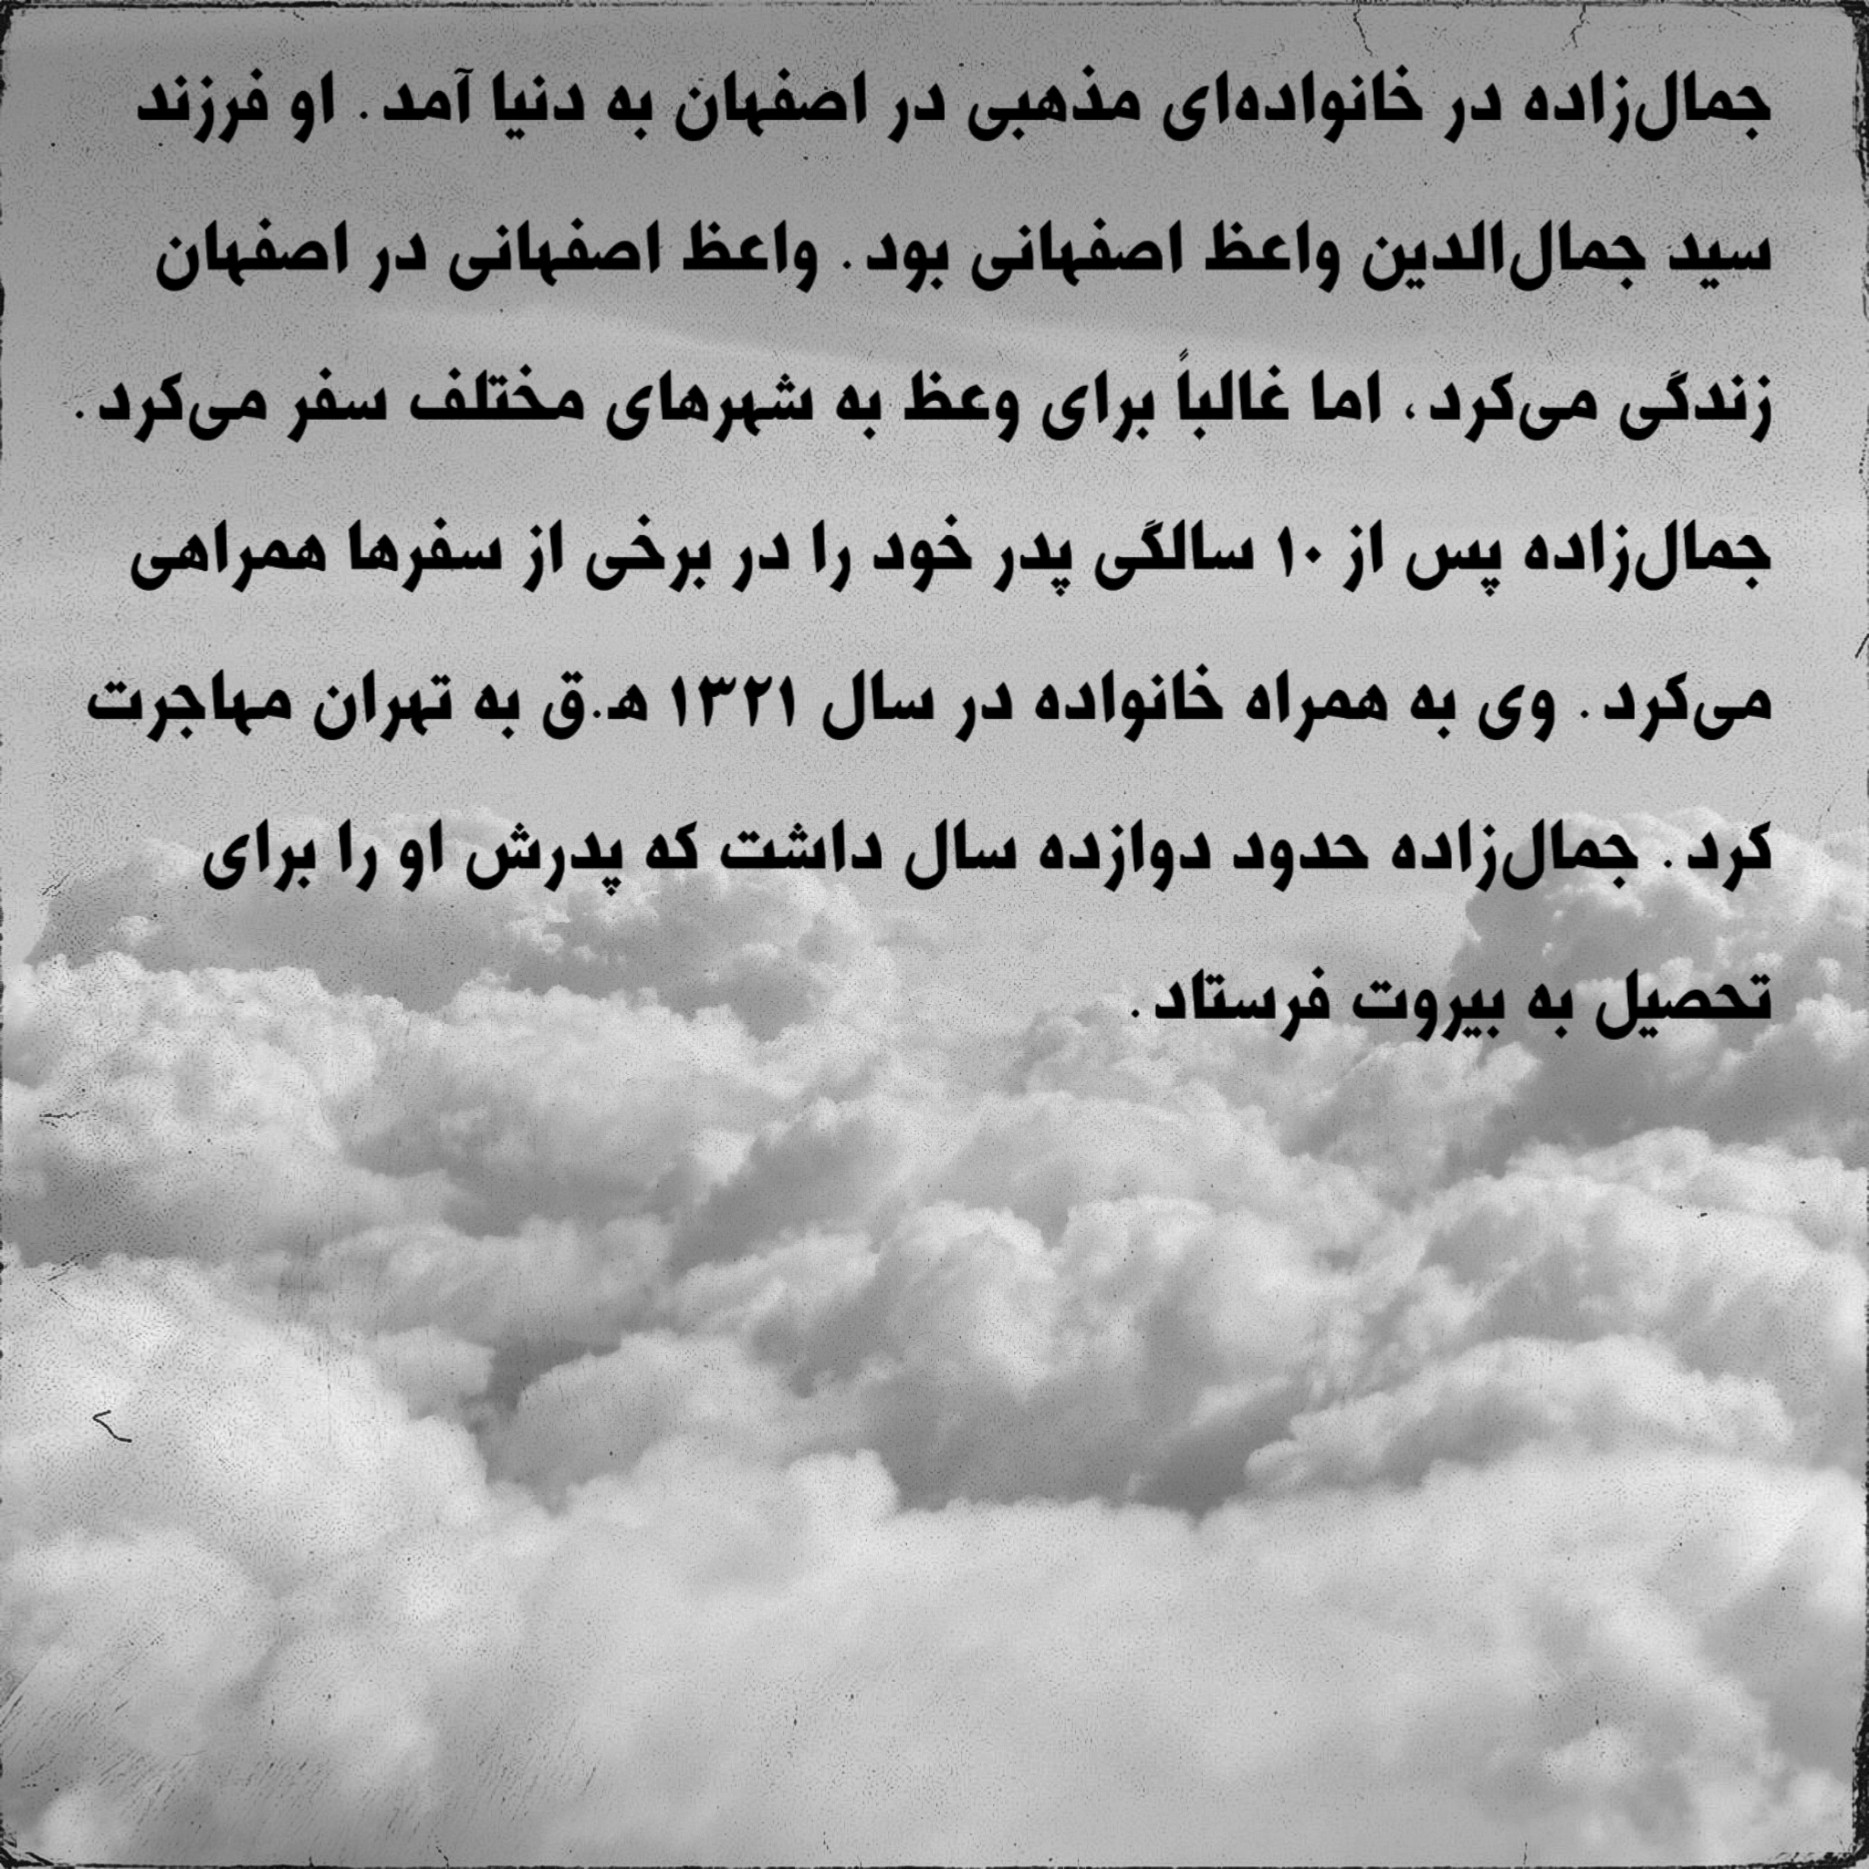 جمال‌زاده در خانواده‌ای مذهبی در اصفهان به دنیا آمد. او فرزند
سید جمال‌الدین واعظ اصفهانی بود. واعظ اصفهانی در اصفهان
زندگی می‌کرد، اما غالباً برای وعظ به شهرهای مختلف سفر می‌کرد.
جمال‌زاده پس از ۱۰ سالگی پدر خود را در برخی از سفرها همراهی
می‌کرد. وی به همراه خانواده در سال ۱۳۲۱ ه.ق به تهران مهاجرت
کرد. جمال‌زاده حدود دوازده سال داشت که پدرش او را برای
تحصیل به بیروت فرستاد.